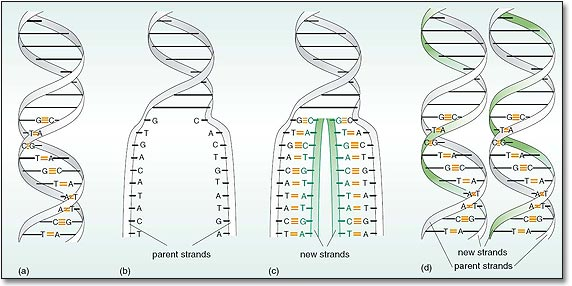 G≡C
T=A
C≡G
T=A
G≡C
T=A
A=T
A=T
C≡G
T=A
(a)
G C
T A
G C
A T
C G
A T
T A
A T
C G
T A
parent strands
(b)
G≡C G≡C
T=A T=A
G≡C G≡C
A=T A=T
C≡G C≡G
A=T A=T
T=A T=A
A=T A=T
C≡G C≡G
T=A T=A
new strands
(c)
G≡C G≡C
T=A T=A
C≡G C≡G
T=A T=A
G≡C G≡C
T=A T=A
A=T A=T
A=T A=T
C≡G C≡G
T=A T=A
new strands
parent strands
(d)